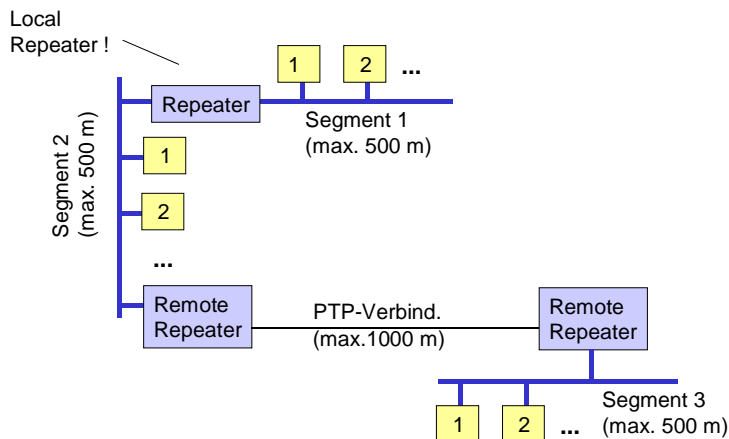 Local
Repeater !
1
2
...
Repeater
Segment 1
(max. 500 m)
Segment 2
(max. 500 m)
1
2
...
Remote
Repeater
PTP-Verbind.
(max.1000 m)
Remote
Repeater
Segment 3
(max. 500 m)
1
2
...